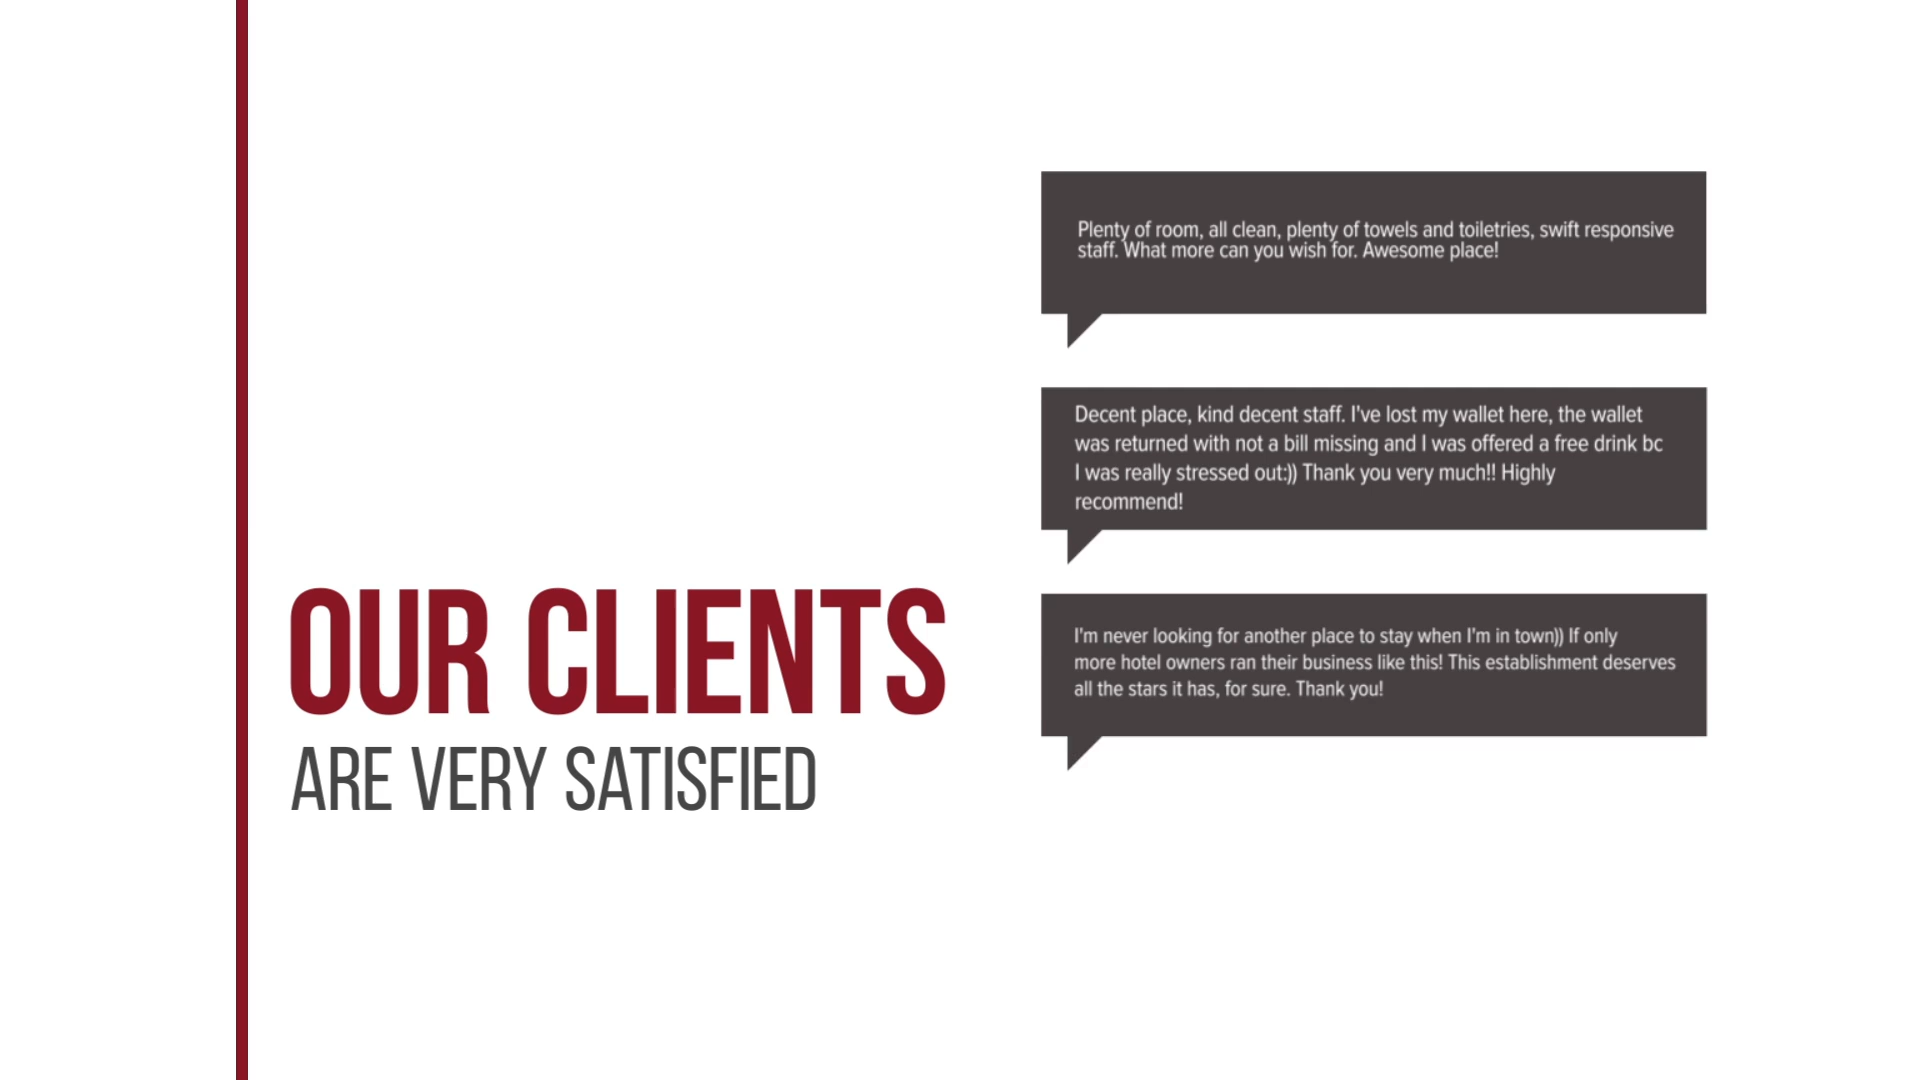 OUR CLIENTS
ARE VERY SATISFIED
Plenty of room, all clean, plenty of towels and toiletries, swift responsive
staff. What more can you wish for. Awesome place!
Decent place, kind decent staff. I've lost my wallet here, the wallet
was returned with not a bill missing and I was offered a free drink bc
I was really stressed out:)) Thank you very much!! Highly
recommend!
I'm never looking for another place to stay when I'm in town)) If only
more hotel owners ran their business like this! This establishment deserves
all the stars it has, for sure. Thank you!